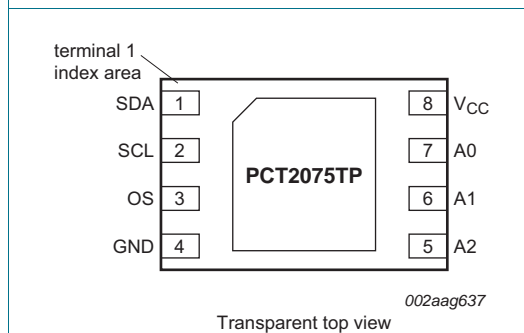 terminal 1
index area
SDA 1 8 VCC
SCL 2 7 A0
PCT2075TP
OS 3 6 A1
GND 4 5 A2
002aag637
Transparent top view